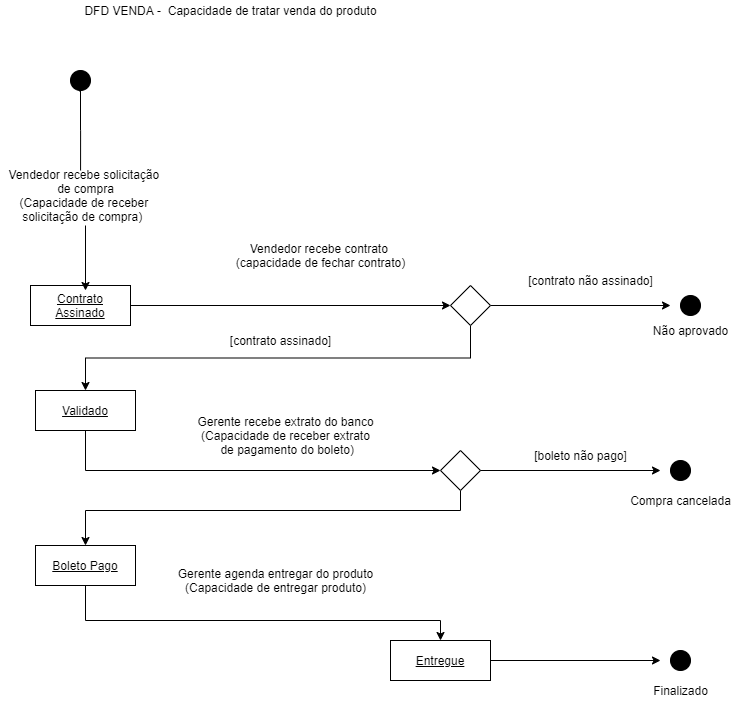 DFD VENDA -  Capacidade de tratar venda do produto
Vendedor recebe solicitação
de compra
(Capacidade de receber
solicitação de compra)
Vendedor recebe contrato
(capacidade de fechar contrato)
[contrato não assinado]
Contrato
Assinado
Não aprovado
[contrato assinado]
Validado
Gerente recebe extrato do banco
(Capacidade de receber extrato
de pagamento do boleto)
[boleto não pago]
Compra cancelada
Boleto Pago
Gerente agenda entregar do produto
(Capacidade de entregar produto)
Entregue
Finalizado